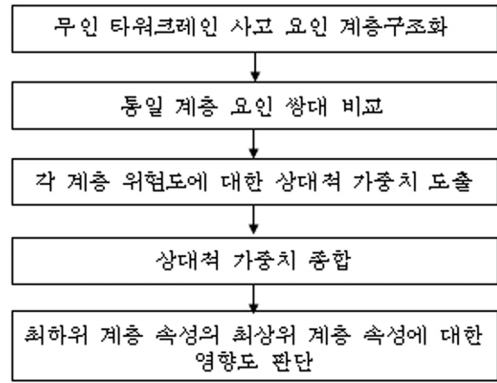 무인 타워크레인 사고 요인 계층구조화
통일 계층 요인 쌍대 비교
각 계층 위험도에 대한 상대적 가중치 도출
상대적 가중치 종합
최하위 계층 속성의 최상위 계층 속성에 대한
영향도 판단